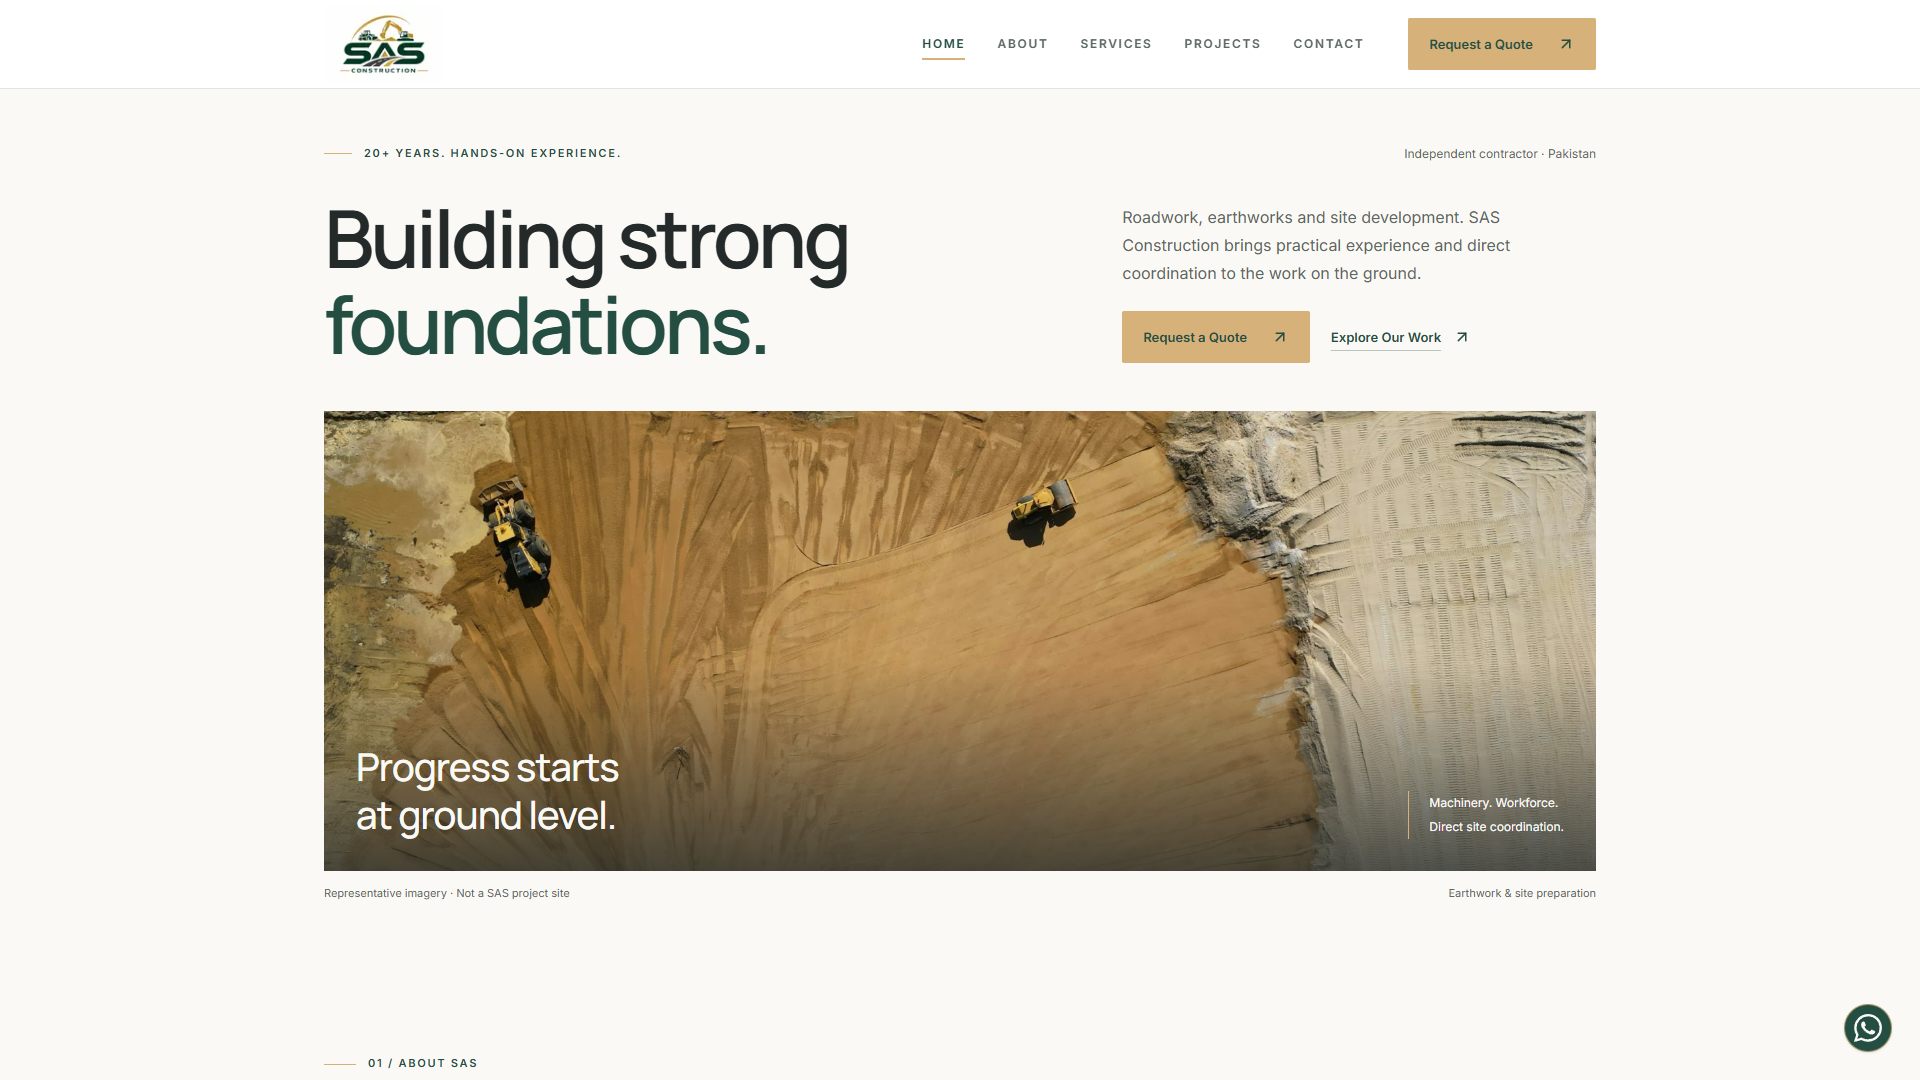 SAS
CONSTRUCTION
HOME
ABOUT
SERVICES
PROJECTS
CONTACT
Request a Quote
20+ YEARS. HANDS-ON EXPERIENCE.
Independent contractor · Pakistan
Building strong
foundations.
Roadwork, earthworks and site development. SAS
Construction brings practical experience and direct
coordination to the work on the ground.
Request a Quote
Explore Our Work
Progress starts
at ground level.
Machinery. Workforce.
Direct site coordination.
Representative imagery · Not a SAS project site
Earthwork & site preparation
01 / ABOUT SAS